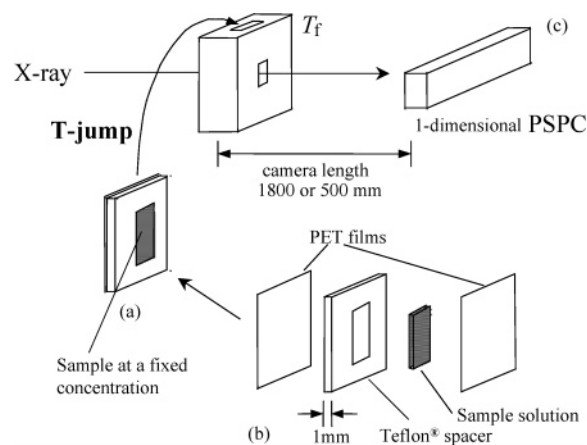 T_f
(c)
X-ray
T-jump
1-dimensional PSPC
camera length
1800 or 500 mm
PET films
(a)
Sample at a fixed
concentration
Sample solution
(b)
1mm
Teflon® spacer